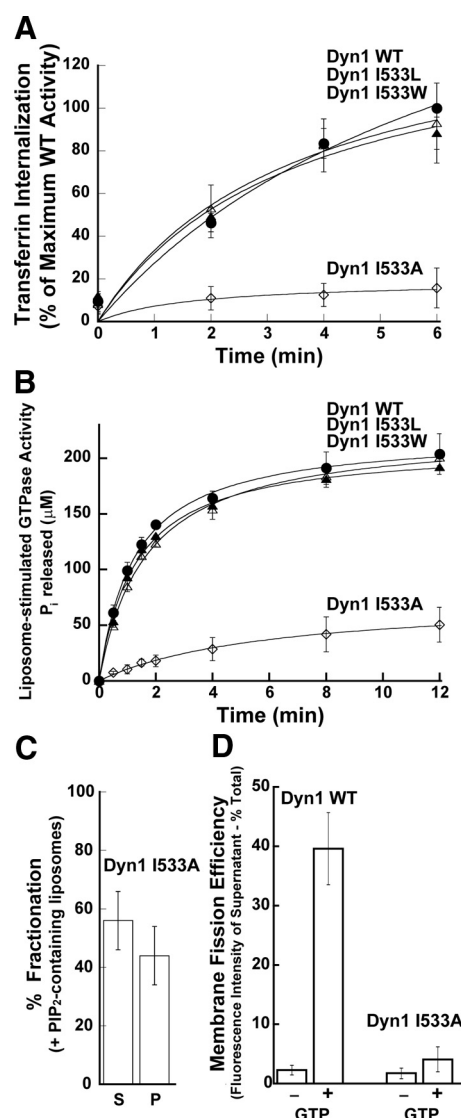 A
Transferrin Internalization
(% of Maximum WT Activity)
120
100
80
60
40
20
0
Dyn1 WT
Dyn1 I533L
Dyn1 I533W
Dyn1 I533A
0 1 2 3 4 5 6
Time (min)
B
Liposome-stimulated GTPase Activity
Pi released (μM)
200
150
100
50
0
Dyn1 WT
Dyn1 I533L
Dyn1 I533W
Dyn1 I533A
0 2 4 6 8 10 12
Time (min)
C
% Fractionation
(+ PIP2-containing liposomes)
100
80
60
40
20
0
Dyn1 I533A
S P
D
Membrane Fission Efficiency
(Fluorescence Intensity of Supernatant - % Total)
50
40
30
20
10
0
Dyn1 WT
Dyn1 I533A
– + – +
GTP GTP